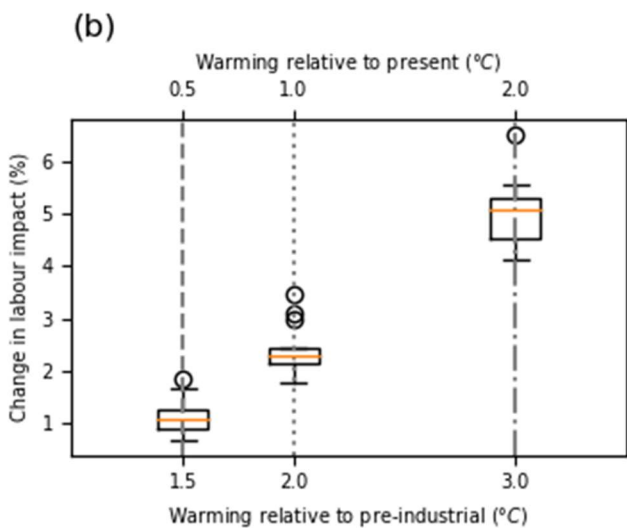 (b)
Warming relative to present (°C)
0.5 1.0 2.0
Change in labour impact (%)
6
5
4
3
2
1
1.5 2.0 3.0
Warming relative to pre-industrial (°C)